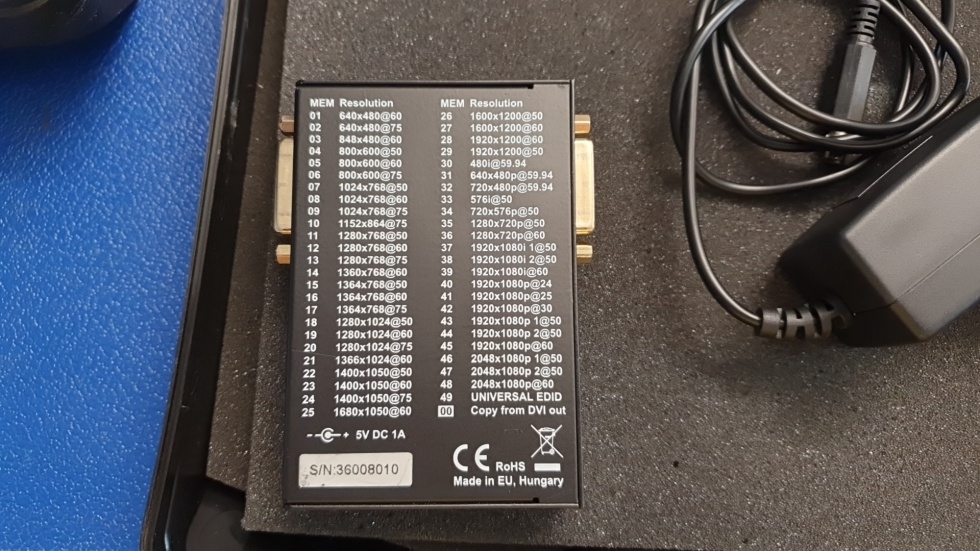 MEM Resolution
01 640x480@60
02 640x480@75
03 848x480@60
04 800x600@50
05 800x600@60
06 800x600@75
07 1024x768@50
08 1024x768@60
09 1024x768@75
10 1152x864@75
11 1280x768@50
12 1280x768@60
13 1280x768@75
14 1360x768@60
15 1364x768@50
16 1364x768@60
17 1364x768@75
18 1280x1024@50
19 1280x1024@60
20 1280x1024@75
21 1366x1024@60
22 1400x1050@50
23 1400x1050@60
24 1400x1050@75
25 1680x1050@60
MEM Resolution
26 1600x1200@50
27 1600x1200@60
28 1920x1200@60
29 1920x1200@50
30 480i@59.94
31 640x480p@59.94
32 720x480p@59.94
33 576i@50
34 720x576p@50
35 1280x720p@50
36 1280x720p@60
37 1920x1080i 1@50
38 1920x1080i 2@50
39 1920x1080i@60
40 1920x1080p@24
41 1920x1080p@25
42 1920x1080p@30
43 1920x1080p 1@50
44 1920x1080p 2@50
45 1920x1080p@60
46 2048x1080p 1@50
47 2048x1080p 2@50
48 2048x1080p@60
49 UNIVERSAL EDID
00 Copy from DVI out
- + 5V DC 1A
S/N:36008010
CE RoHS
Made in EU, Hungary